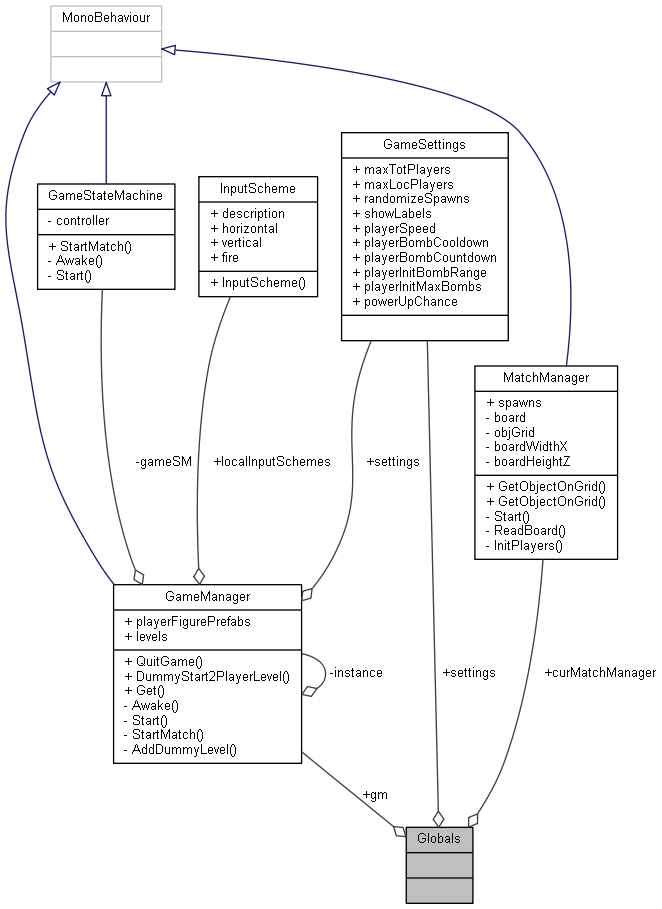 MonoBehaviour
GameStateMachine
- controller
+ StartMatch()
- Awake()
- Start()
InputScheme
+ description
+ horizontal
+ vertical
+ fire
+ InputScheme()
GameSettings
+ maxTotPlayers
+ maxLocPlayers
+ randomizeSpawns
+ showLabels
+ playerSpeed
+ playerBombCooldown
+ playerBombCountdown
+ playerInitBombRange
+ playerInitMaxBombs
+ powerUpChance
MatchManager
+ spawns
- board
- objGrid
- boardWidthX
- boardHeightZ
+ GetObjectOnGrid()
+ GetObjectOnGrid()
- Start()
- ReadBoard()
- InitPlayers()
-gameSM
+localInputSchemes
+settings
GameManager
+ playerFigurePrefabs
+ levels
+ QuitGame()
+ DummyStart2PlayerLevel()
+ Get()
- Awake()
- Start()
- StartMatch()
- AddDummyLevel()
-instance
+settings
+curMatchManager
+gm
Globals